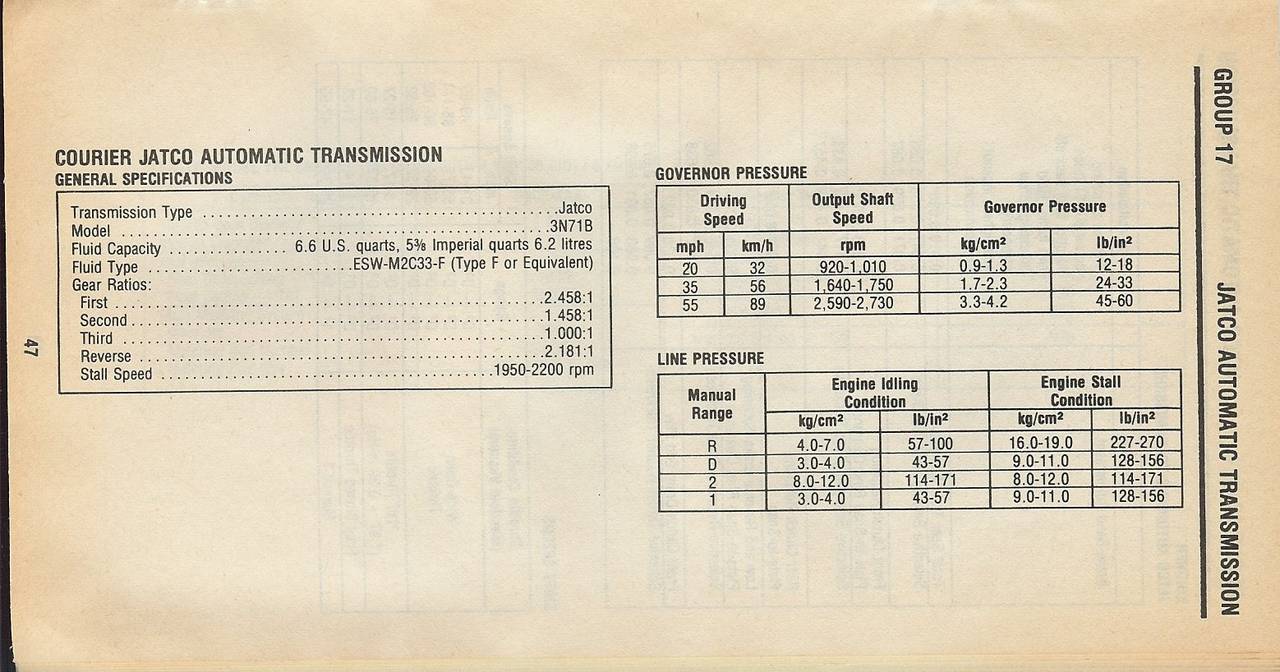 COURIER JATCO AUTOMATIC TRANSMISSION
GENERAL SPECIFICATIONS
Transmission Type ............Jatco
Model ............3N71B
Fluid Capacity ............ 6.6 U.S. quarts, 5⅜ Imperial quarts 6.2 litres
Fluid Type ............ESW-M2C33-F (Type F or Equivalent)
Gear Ratios:
First ............2.458:1
Second............1.458:1
Third ............1.000:1
Reverse ............2.181:1
Stall Speed ............1950-2200 rpm
GOVERNOR PRESSURE
Driving Speed Output Shaft Speed Governor Pressure
mph km/h rpm kg/cm² lb/in²
20 32 920-1,010 0.9-1.3 12-18
35 56 1,640-1,750 1.7-2.3 24-33
55 89 2,590-2,730 3.3-4.2 45-60
LINE PRESSURE
Manual Range Engine Idling Condition Engine Stall Condition
kg/cm² lb/in² kg/cm² lb/in²
R 4.0-7.0 57-100 16.0-19.0 227-270
D 3.0-4.0 43-57 9.0-11.0 128-156
2 8.0-12.0 114-171 8.0-12.0 114-171
1 3.0-4.0 43-57 9.0-11.0 128-156
GROUP 17 JATCO AUTOMATIC TRANSMISSION
47